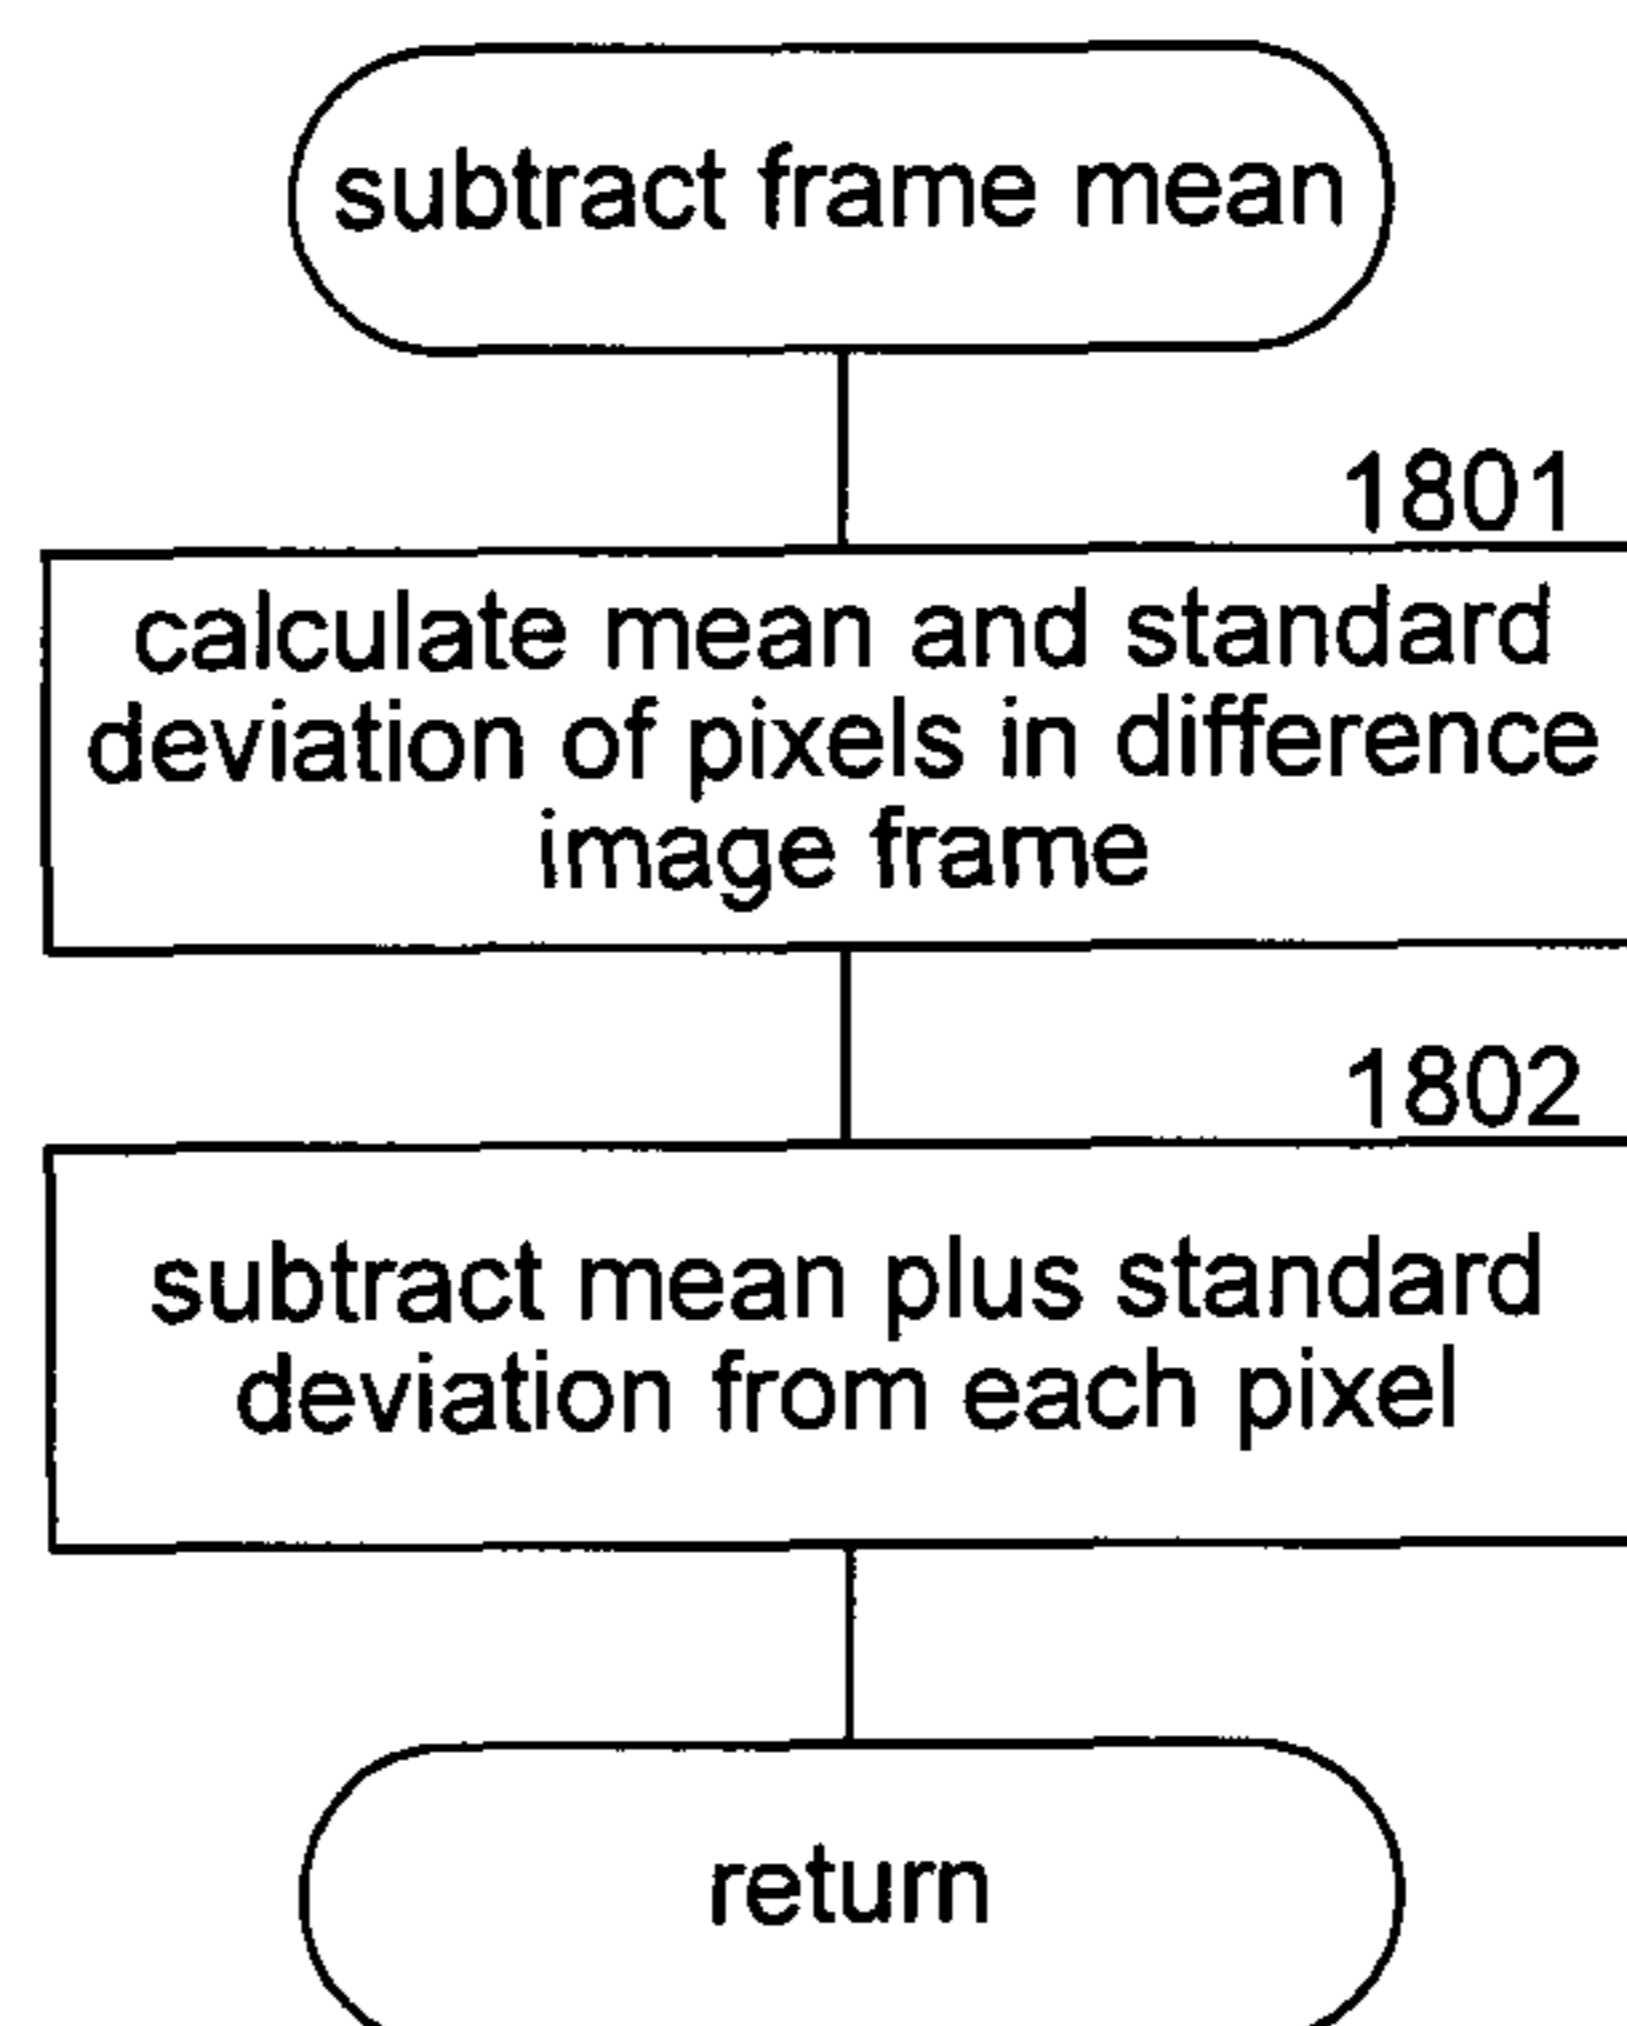 subtract frame mean
1801
calculate mean and standard
deviation of pixels in difference
image frame
1802
subtract mean plus standard
deviation from each pixel
return